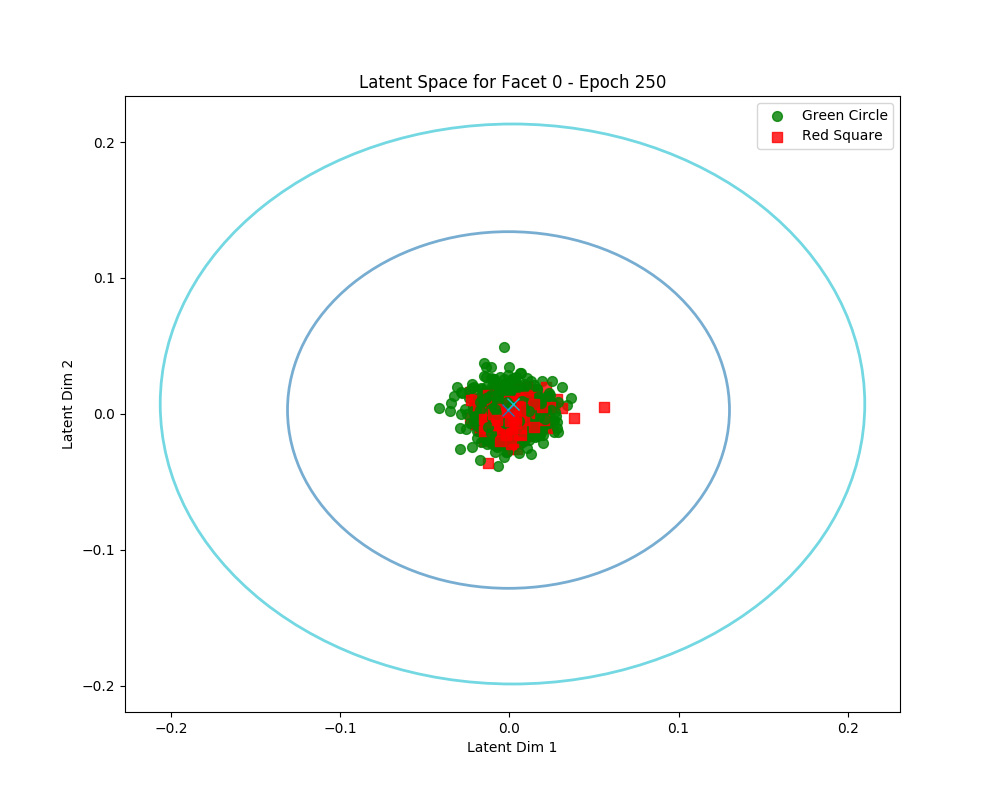 Latent Space for Facet 0 - Epoch 250
Green Circle
Red Square
0.2
0.1
0.0
−0.1
−0.2
Latent Dim 2
−0.2
−0.1
0.0
0.1
0.2
Latent Dim 1